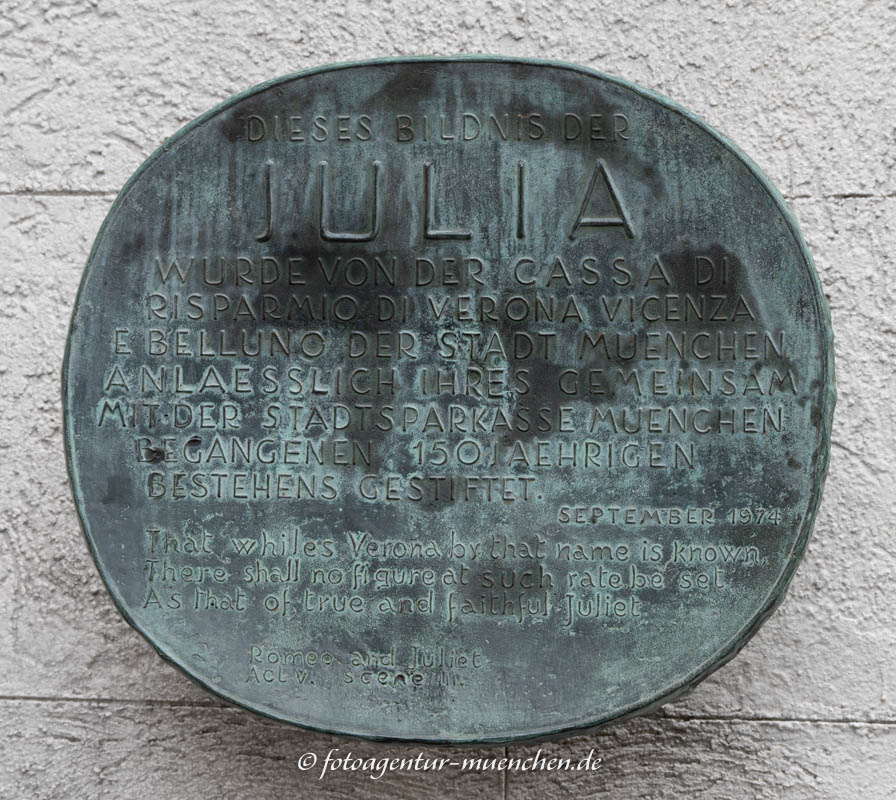 DIESES BILDNIS DER
JULIA
WURDE VON DER CASSA DI
RISPARMIO DI VERONA VICENZA
E BELLUNO DER STADT MUENCHEN
ANLAESSLICH IHRES GEMEINSAM
MIT DER STADTSPARKASSE MUENCHEN
BEGANGENEN 150JAEHRIGEN
BESTEHENS GESTIFTET.
SEPTEMBER 1974
That whiles Verona by that name is known,
There shall no figure at such rate be set
As that of true and faithful Juliet
Romeo and Juliet
Act V. scene III.
© fotoagentur-muenchen.de